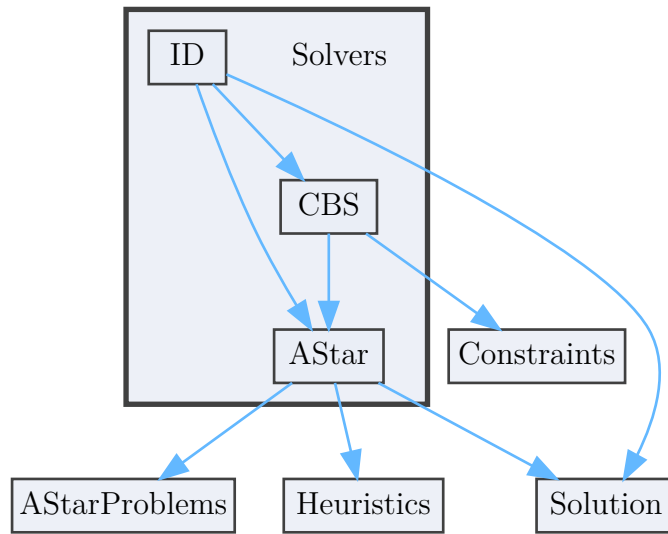 ID
Solvers
CBS
AStar
Constraints
AStarProblems
Heuristics
Solution